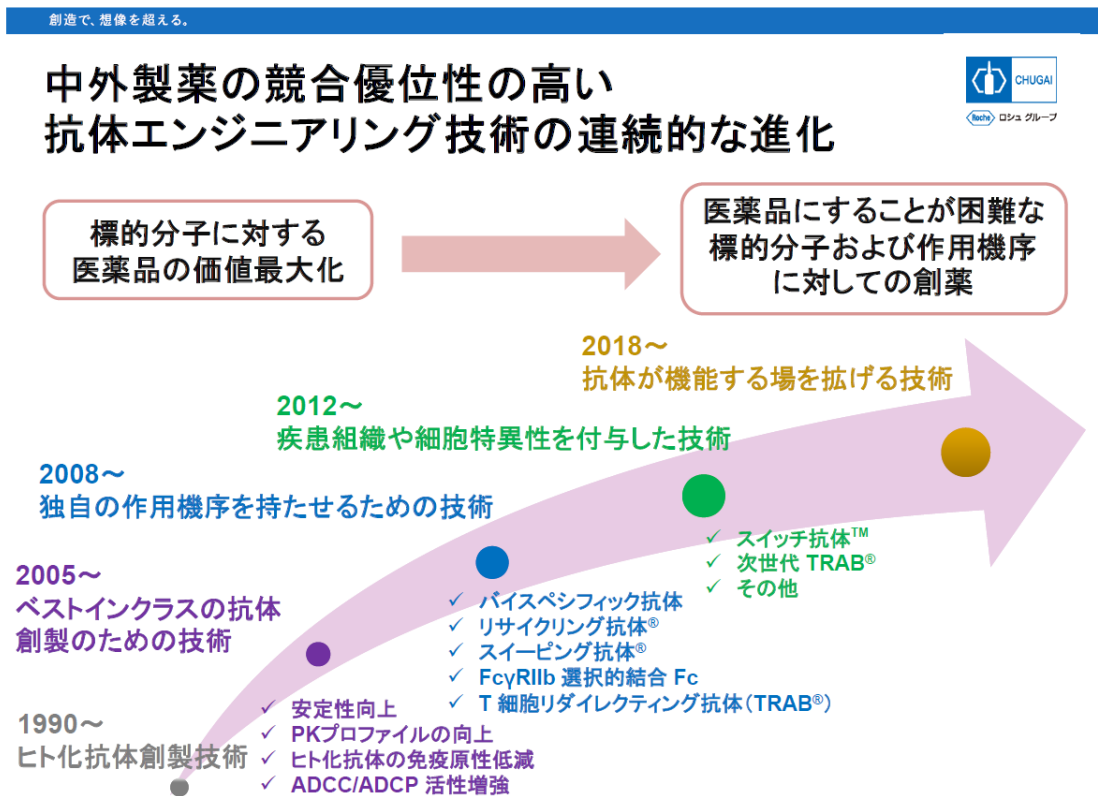 創造で、想像を超える。
中外製薬の競合優位性の高い
抗体エンジニアリング技術の連続的な進化
CHUGAI
Roche ロシュ グループ
標的分子に対する
医薬品の価値最大化
医薬品にすることが困難な
標的分子および作用機序
に対しての創薬
2018～
抗体が機能する場を拡げる技術
2012～
疾患組織や細胞特異性を付与した技術
2008～
独自の作用機序を持たせるための技術
✓ スイッチ抗体™
✓ 次世代 TRAB®
✓ その他
2005～
ベストインクラスの抗体
創製のための技術
✓ バイスペシフィック抗体
✓ リサイクリング抗体®
✓ スイーピング抗体®
✓ FcγRIIb 選択的結合 Fc
✓ T 細胞リダイレクティング抗体（TRAB®）
1990～
ヒト化抗体創製技術
✓ 安定性向上
✓ PKプロファイルの向上
✓ ヒト化抗体の免疫原性低減
✓ ADCC/ADCP 活性増強